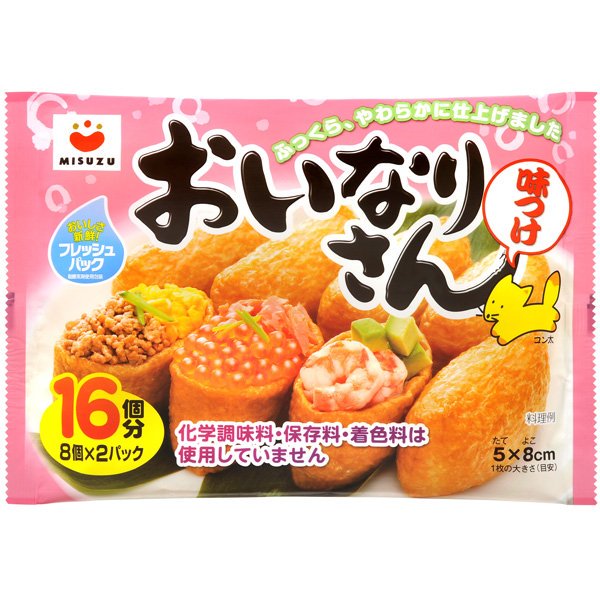 MISUZU
ふっくら、やわらかに仕上げました
おいなり
さん
味つけ
おいしさ
新鮮!
フレッシュ
パック
コン太
16個分
8個×2パック
化学調味料・保存料・着色料は
使用していません
料理例
たて よこ
5×8cm
1枚の大きさ(目安)